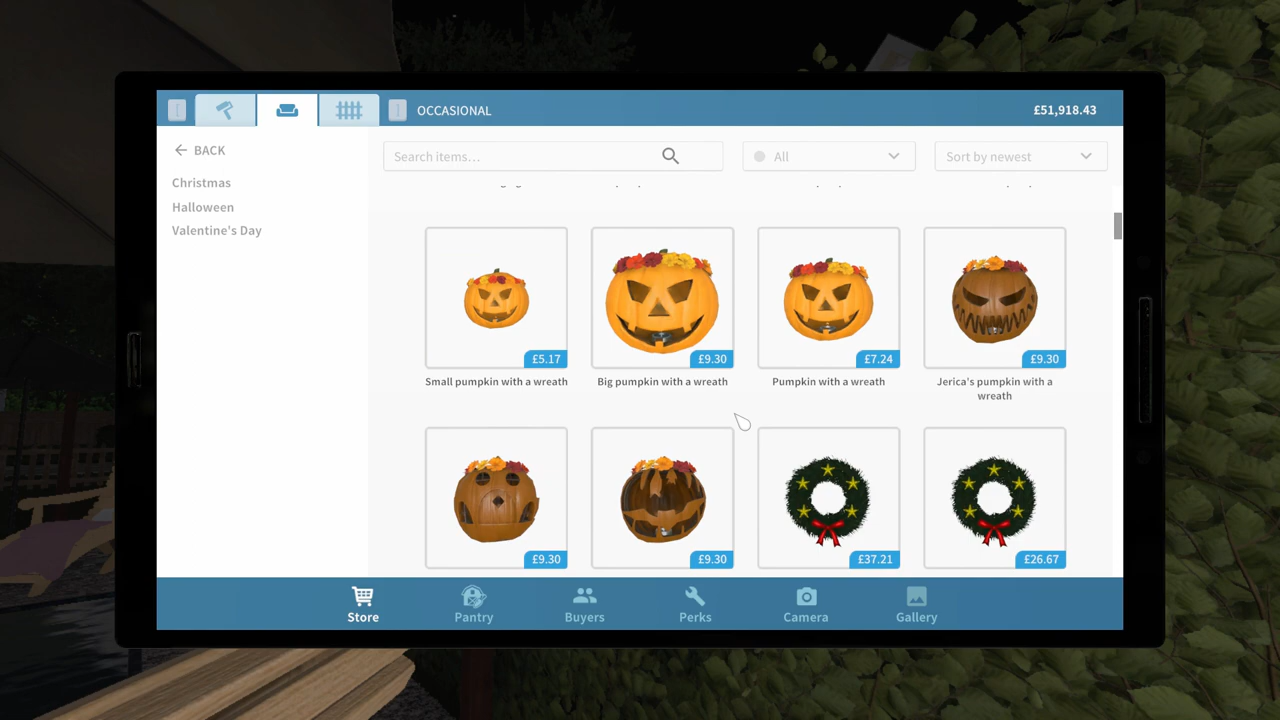 OCCASIONAL
£51,918.43
BACK
Christmas
Halloween
Valentine's Day
Search items...
All
Sort by newest
£5.17
£9.30
£7.24
£9.30
Small pumpkin with a wreath
Big pumpkin with a wreath
Pumpkin with a wreath
Jerica's pumpkin with a
wreath
£9.30
£9.30
£37.21
£26.67
Store
Pantry
Buyers
Perks
Camera
Gallery